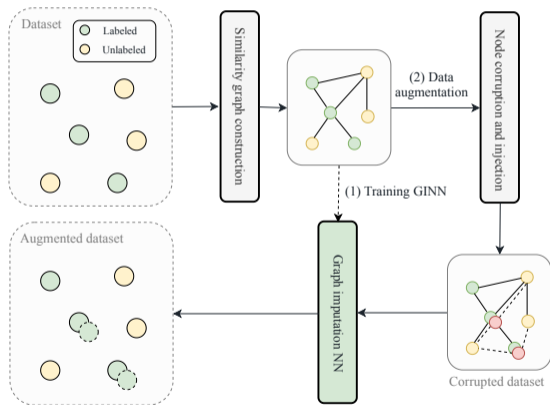 Dataset
Labeled
Unlabeled
Similarity graph construction
(2) Data
augmentation
Node corruption and injection
(1) Training GINN
Augmented dataset
Graph imputation NN
Corrupted dataset